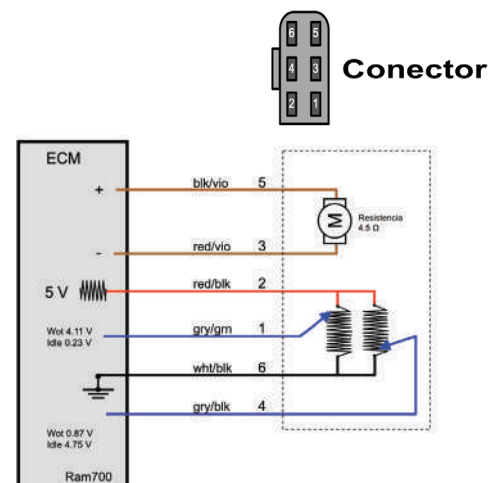 6 5
4 3
2 1
Conector
ECM
+
blk/vio 5
M
Resistencia
4.5 Ω
-
red/vio 3
5 V
red/blk 2
Wot 4.11 V
Idle 0.23 V
gry/grn 1
wht/blk 6
gry/blk 4
Wot 0.87 V
Idle 4.75 V
Ram700